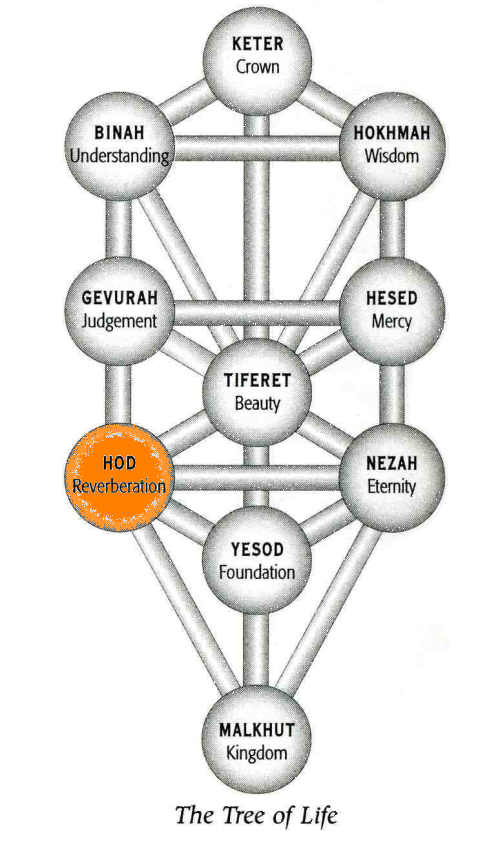 KETER
Crown
BINAH
Understanding
HOKHMAH
Wisdom
GEVURAH
Judgement
HESED
Mercy
TIFERET
Beauty
HOD
Reverberation
NEZAH
Eternity
YESOD
Foundation
MALKHUT
Kingdom
The Tree of Life